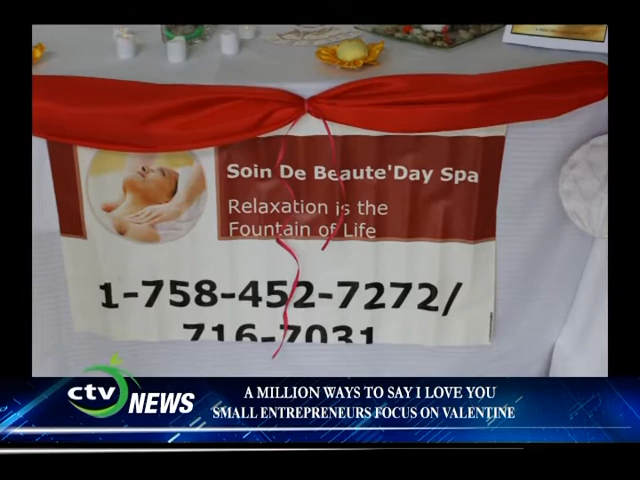 Soin De Beaute'Day Spa
Relaxation is the
Fountain of Life
1-758-452-7272/
716-7031
ctv NEWS
A MILLION WAYS TO SAY I LOVE YOU
SMALL ENTREPRENEURS FOCUS ON VALENTINE